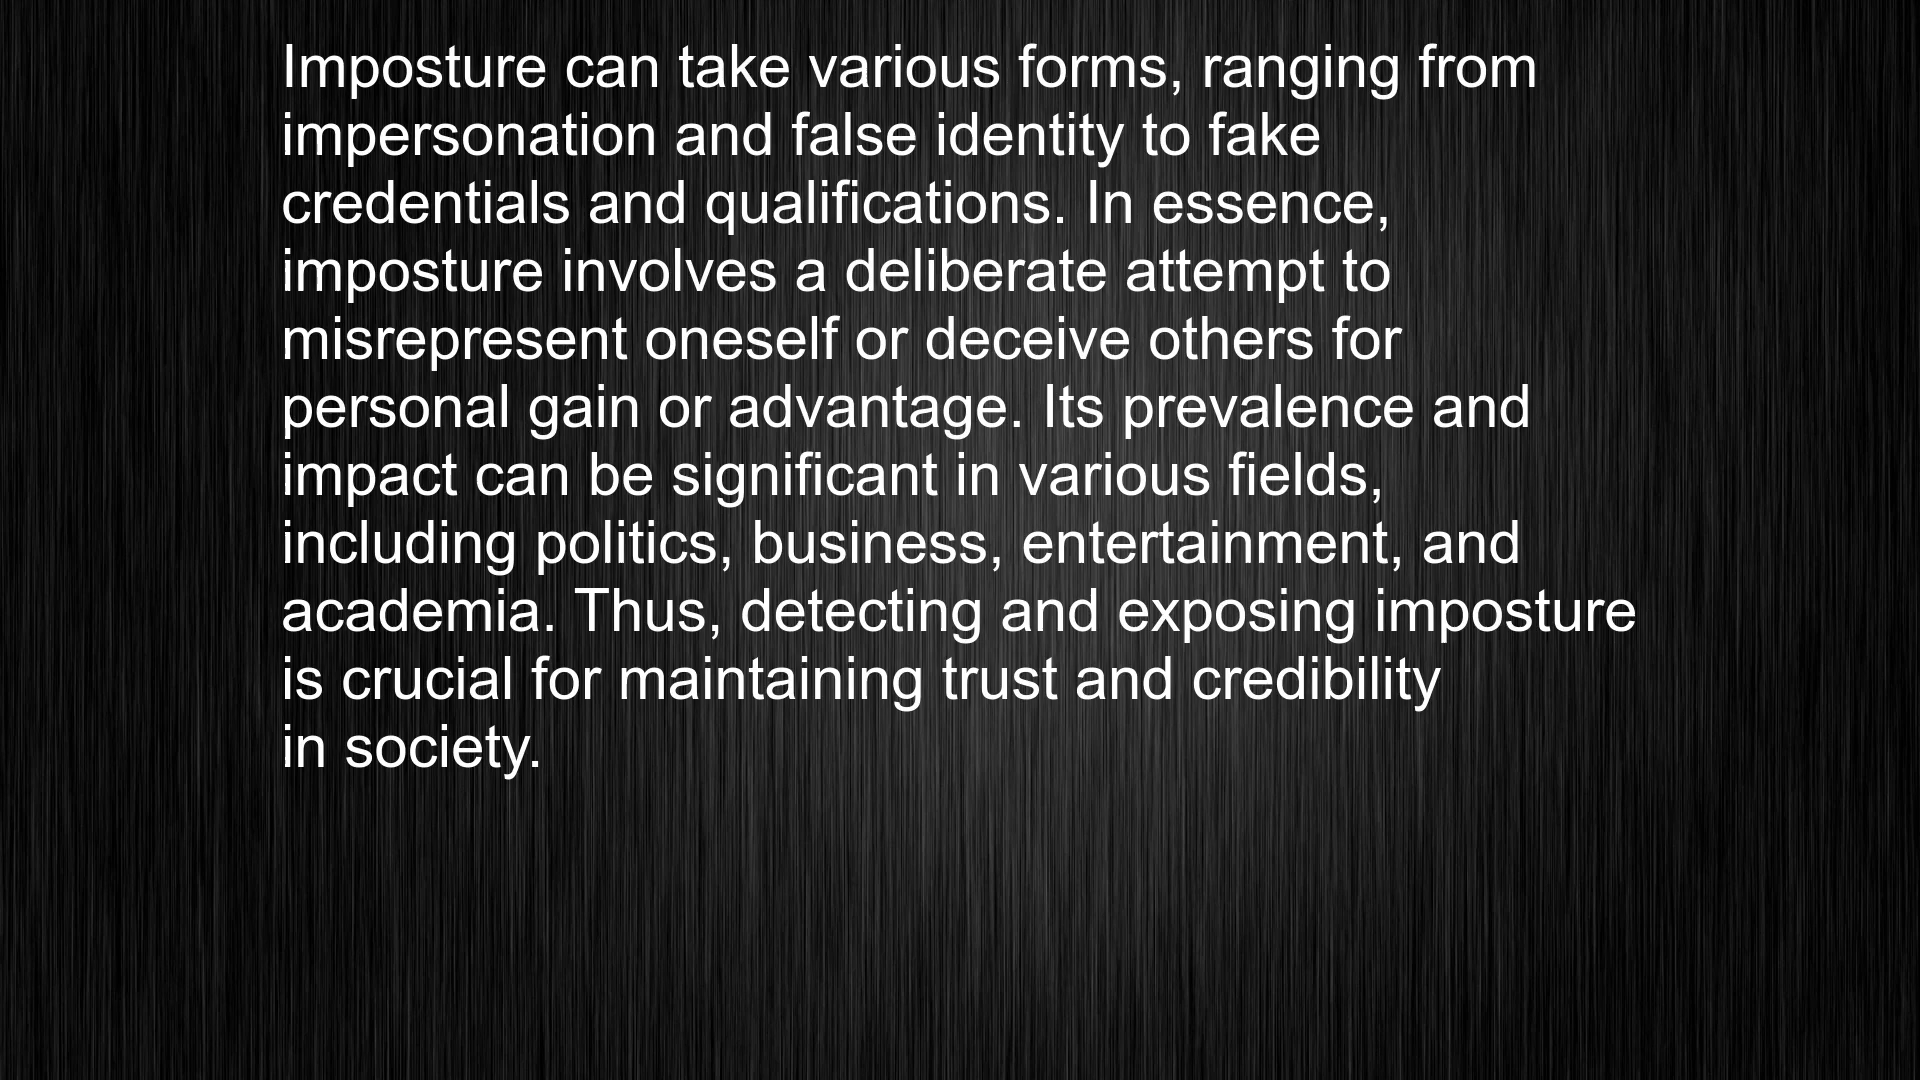 Imposture can take various forms, ranging from
impersonation and false identity to fake
credentials and qualifications. In essence,
imposture involves a deliberate attempt to
misrepresent oneself or deceive others for
personal gain or advantage. Its prevalence and
impact can be significant in various fields,
including politics, business, entertainment, and
academia. Thus, detecting and exposing imposture
is crucial for maintaining trust and credibility
in society.